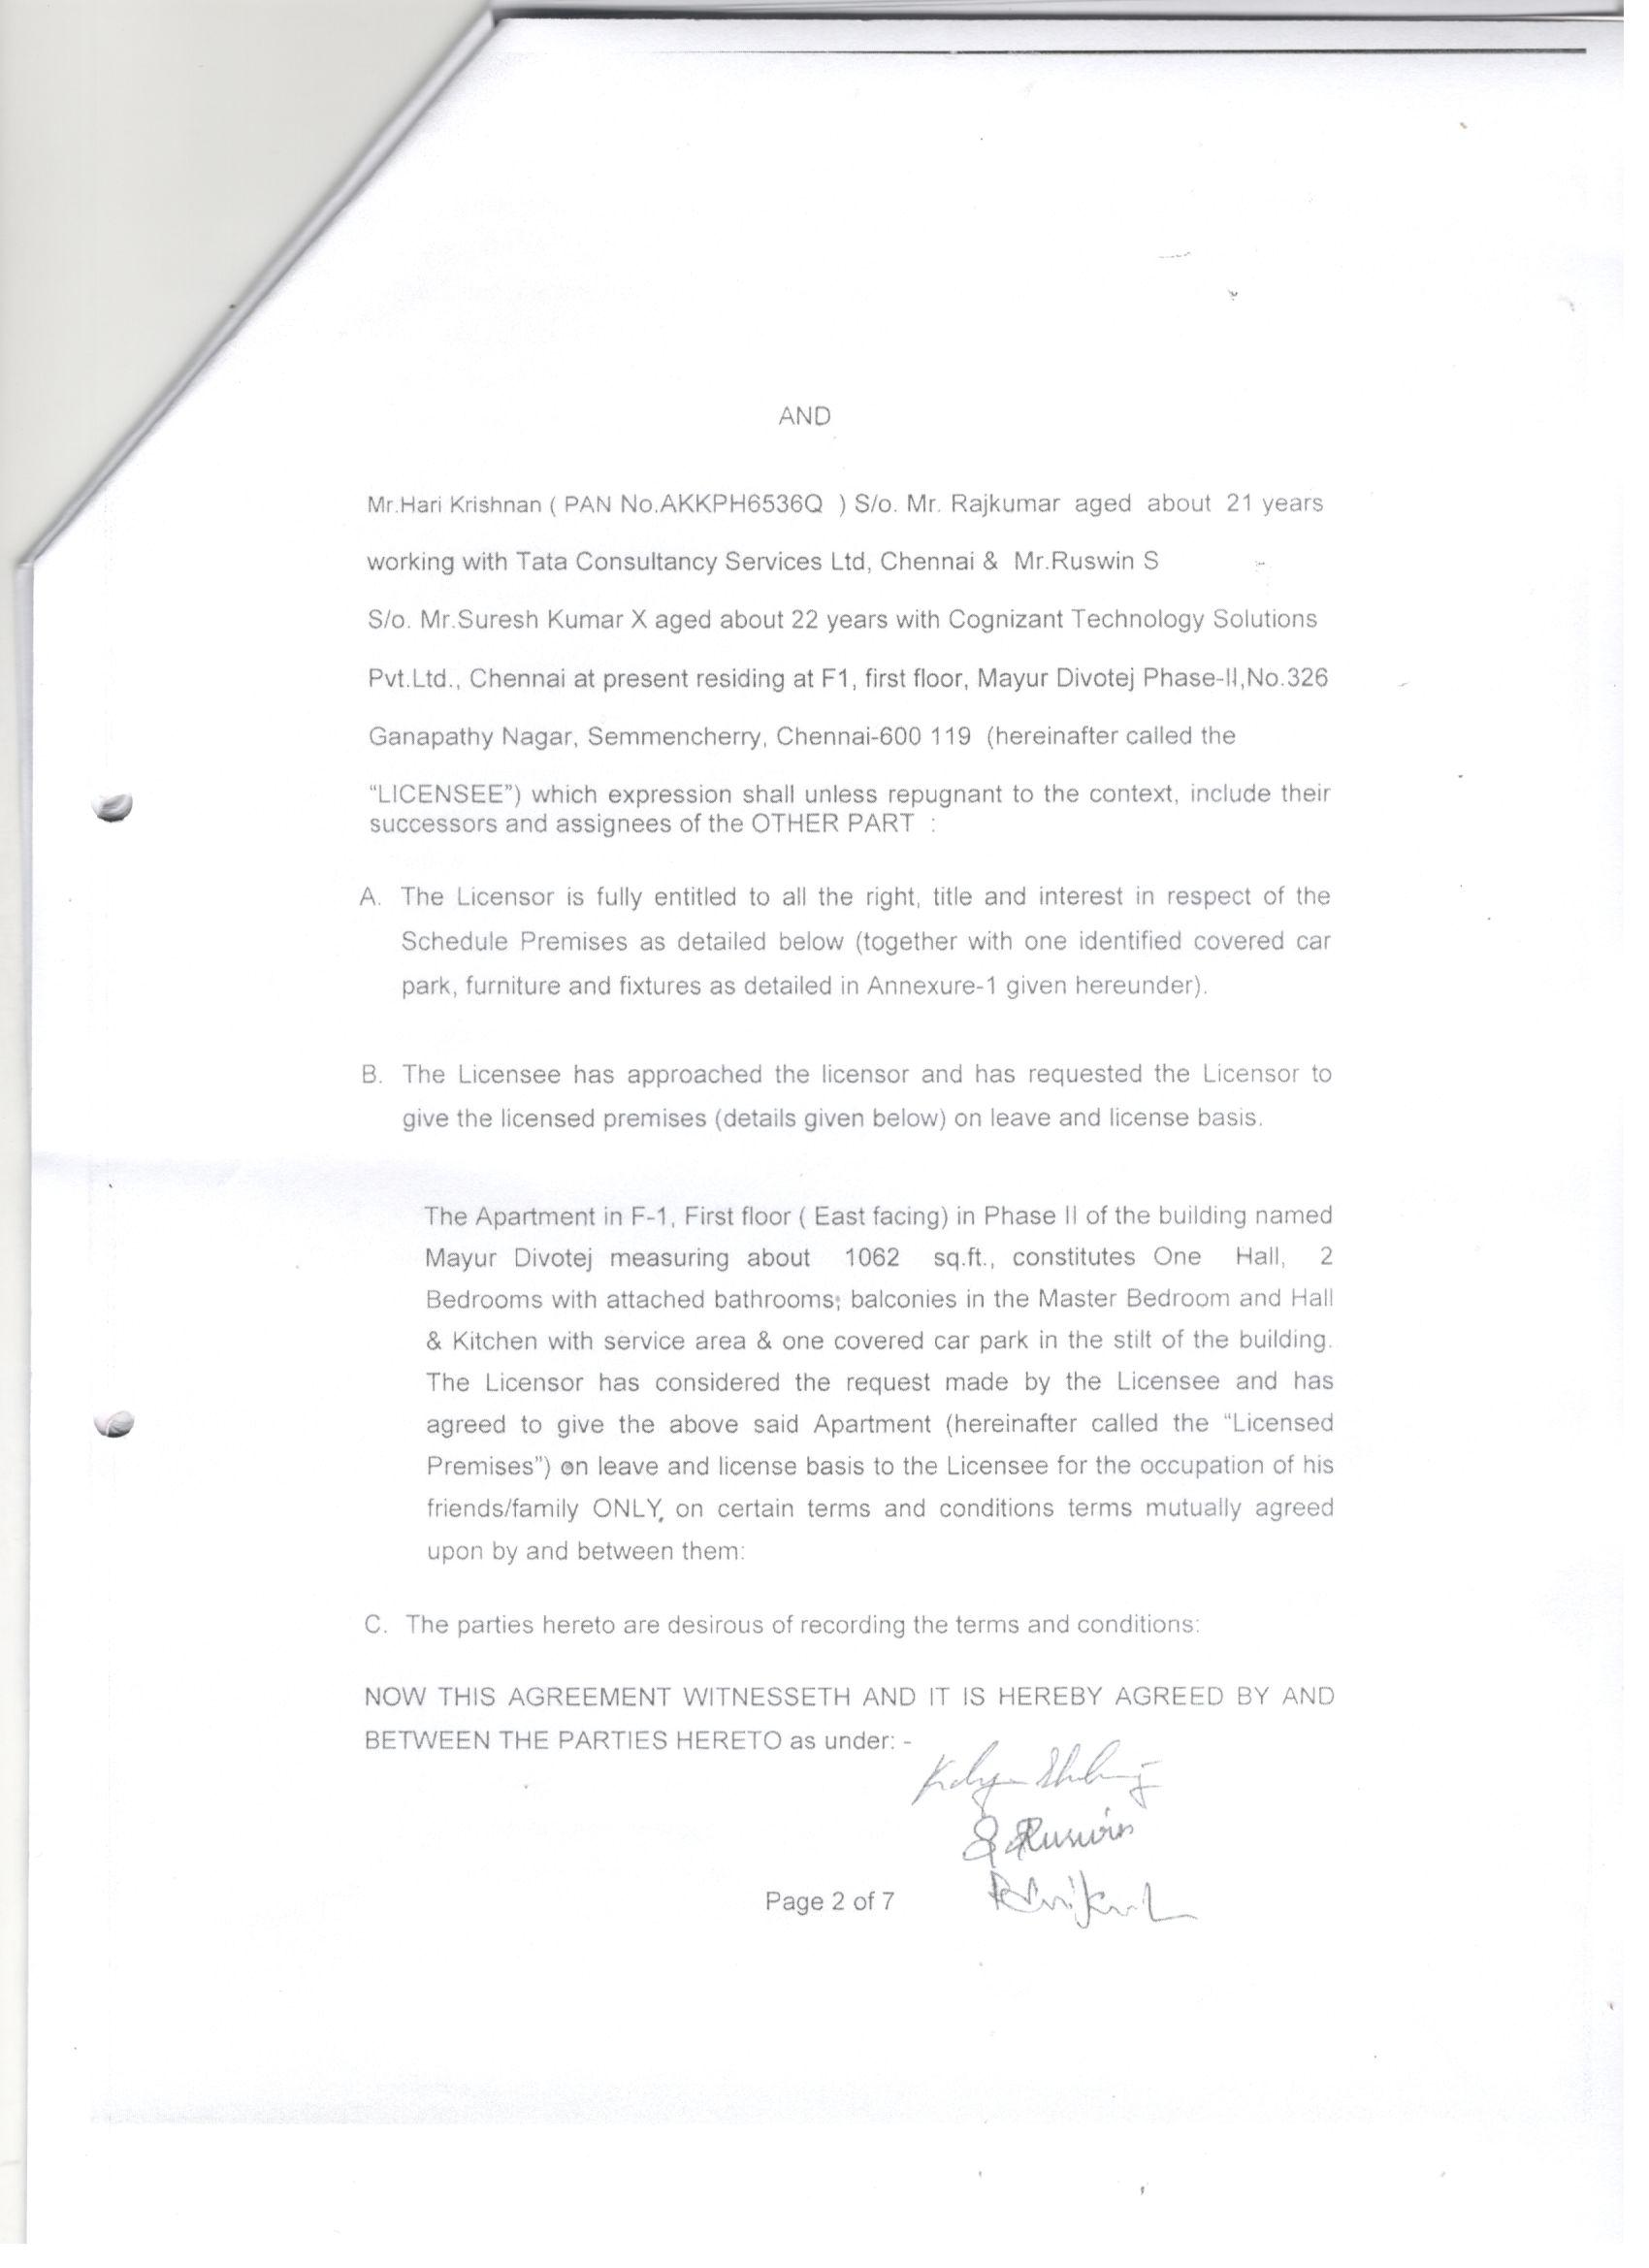 AND
Mr.Hari Krishnan ( PAN No.AKKPH6536Q ) S/o. Mr. Rajkumar aged about 21 years
working with Tata Consultancy Services Ltd, Chennai & Mr.Ruswin S
S/o. Mr.Suresh Kumar X aged about 22 years with Cognizant Technology Solutions
Pvt.Ltd., Chennai at present residing at F1, first floor, Mayur Divotej Phase-II,No.326
Ganapathy Nagar, Semmencherry, Chennai-600 119 (hereinafter called the
“LICENSEE”) which expression shall unless repugnant to the context, include their
successors and assignees of the OTHER PART :
A. The Licensor is fully entitled to all the right, title and interest in respect of the
Schedule Premises as detailed below (together with one identified covered car
park, furniture and fixtures as detailed in Annexure-1 given hereunder).
B. The Licensee has approached the licensor and has requested the Licensor to
give the licensed premises (details given below) on leave and license basis.
The Apartment in F-1, First floor ( East facing) in Phase II of the building named
Mayur Divotej measuring about 1062 sq.ft., constitutes One Hall, 2
Bedrooms with attached bathrooms; balconies in the Master Bedroom and Hall
& Kitchen with service area & one covered car park in the stilt of the building.
The Licensor has considered the request made by the Licensee and has
agreed to give the above said Apartment (hereinafter called the “Licensed
Premises”) on leave and license basis to the Licensee for the occupation of his
friends/family ONLY, on certain terms and conditions terms mutually agreed
upon by and between them:
C. The parties hereto are desirous of recording the terms and conditions:
NOW THIS AGREEMENT WITNESSETH AND IT IS HEREBY AGREED BY AND
BETWEEN THE PARTIES HERETO as under: -
Ruswin
Page 2 of 7